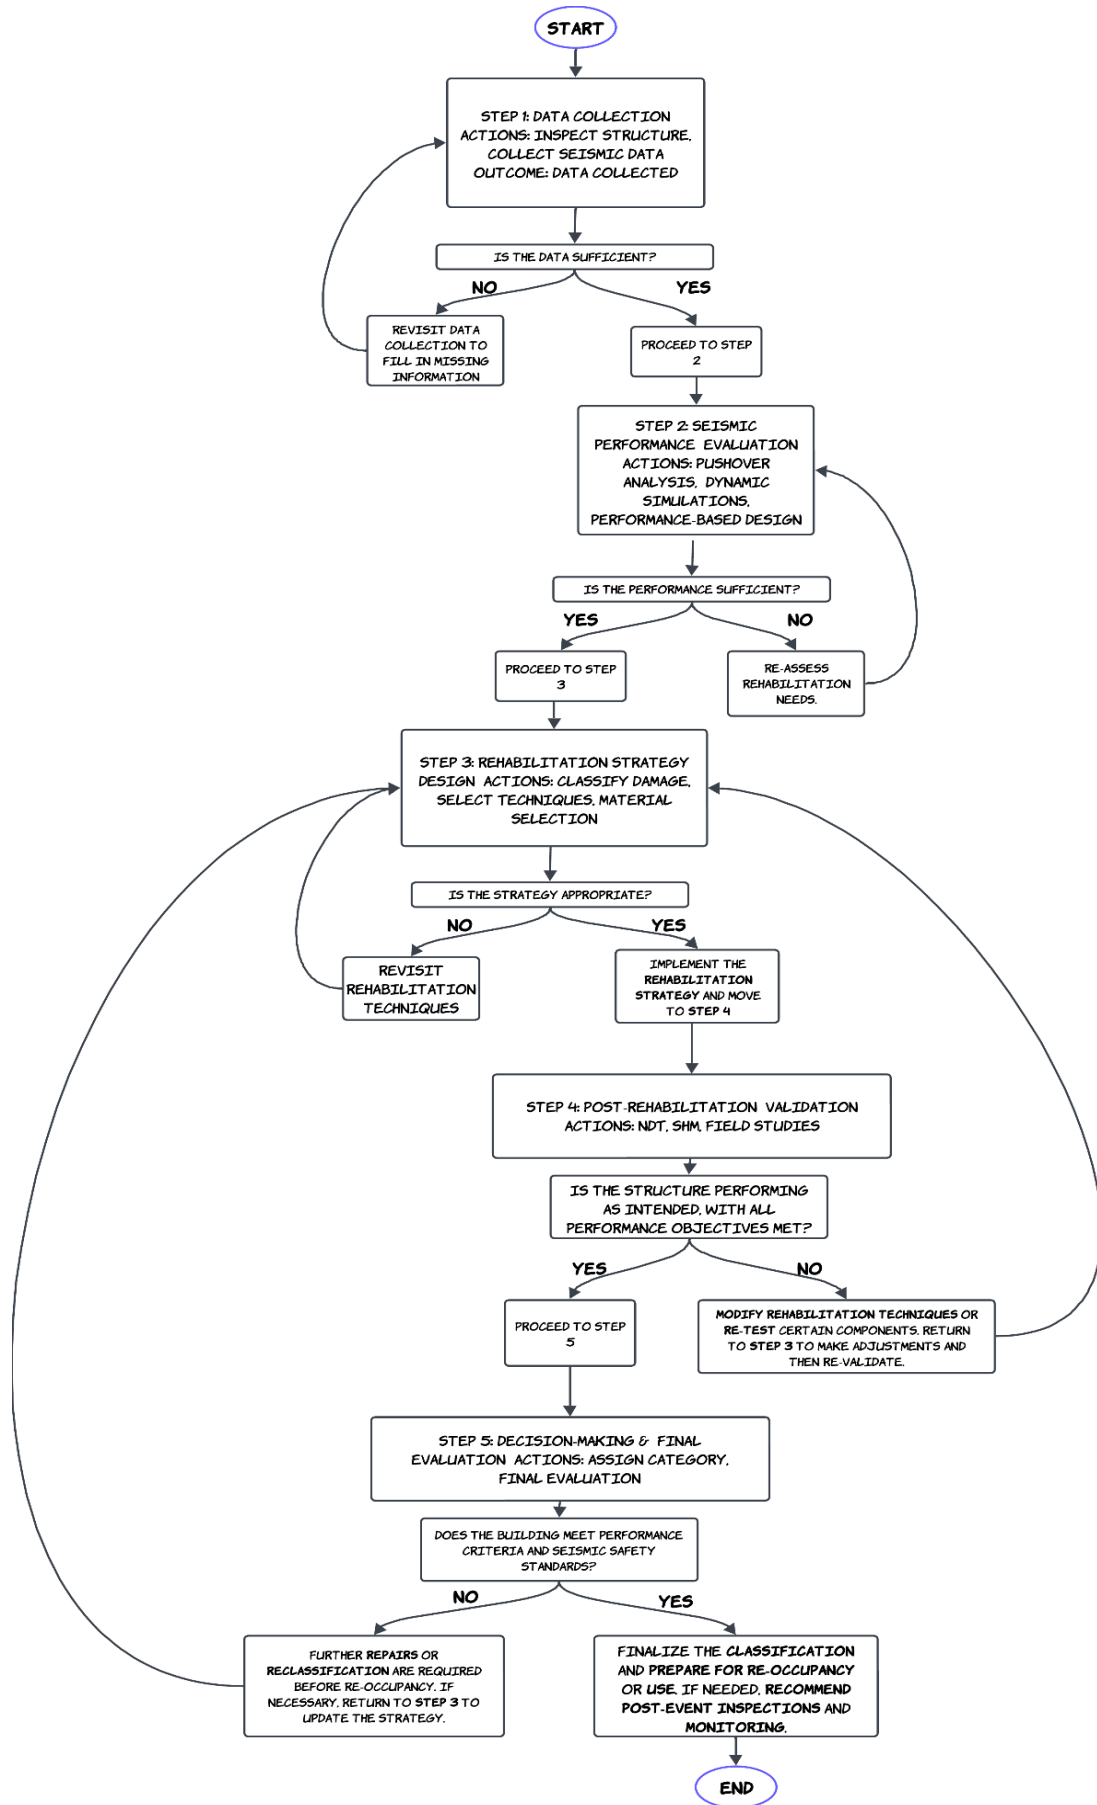 START
STEP 1: DATA COLLECTION
ACTIONS: INSPECT STRUCTURE,
COLLECT SEISMIC DATA
OUTCOME: DATA COLLECTED
IS THE DATA SUFFICIENT?
NO
YES
REVISIT DATA
COLLECTION TO
FILL IN MISSING
INFORMATION
PROCEED TO STEP
2
STEP 2: SEISMIC
PERFORMANCE EVALUATION
ACTIONS: PUSHOVER
ANALYSIS, DYNAMIC
SIMULATIONS,
PERFORMANCE-BASED DESIGN
IS THE PERFORMANCE SUFFICIENT?
YES
NO
PROCEED TO STEP
3
RE-ASSESS
REHABILITATION
NEEDS.
STEP 3: REHABILITATION STRATEGY
DESIGN ACTIONS: CLASSIFY DAMAGE,
SELECT TECHNIQUES, MATERIAL
SELECTION
IS THE STRATEGY APPROPRIATE?
NO
YES
REVISIT
REHABILITATION
TECHNIQUES
IMPLEMENT THE
REHABILITATION
STRATEGY AND MOVE
TO STEP 4
STEP 4: POST-REHABILITATION VALIDATION
ACTIONS: NDT, SHM, FIELD STUDIES
IS THE STRUCTURE PERFORMING
AS INTENDED, WITH ALL
PERFORMANCE OBJECTIVES MET?
YES
NO
PROCEED TO STEP
5
MODIFY REHABILITATION TECHNIQUES OR
RE-TEST CERTAIN COMPONENTS. RETURN
TO STEP 3 TO MAKE ADJUSTMENTS AND
THEN RE-VALIDATE.
STEP 5: DECISION-MAKING & FINAL
EVALUATION ACTIONS: ASSIGN CATEGORY,
FINAL EVALUATION
DOES THE BUILDING MEET PERFORMANCE
CRITERIA AND SEISMIC SAFETY
STANDARDS?
NO
YES
FURTHER REPAIRS OR
RECLASSIFICATION ARE REQUIRED
BEFORE RE-OCCUPANCY. IF
NECESSARY, RETURN TO STEP 3 TO
UPDATE THE STRATEGY.
FINALIZE THE CLASSIFICATION
AND PREPARE FOR RE-OCCUPANCY
OR USE. IF NEEDED, RECOMMEND
POST-EVENT INSPECTIONS AND
MONITORING.
END